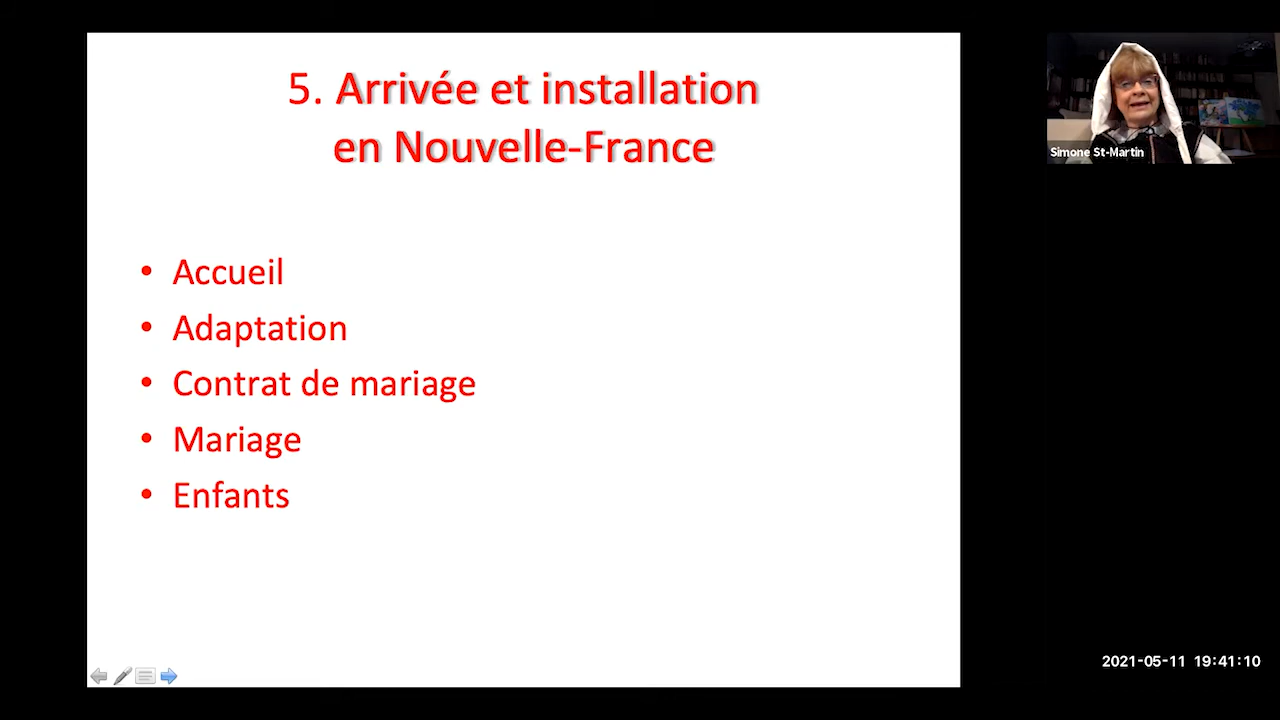 5. Arrivée et installation
en Nouvelle-France
• Accueil
• Adaptation
• Contrat de mariage
• Mariage
• Enfants
Simone St-Martin
2021-05-11 19:41:10